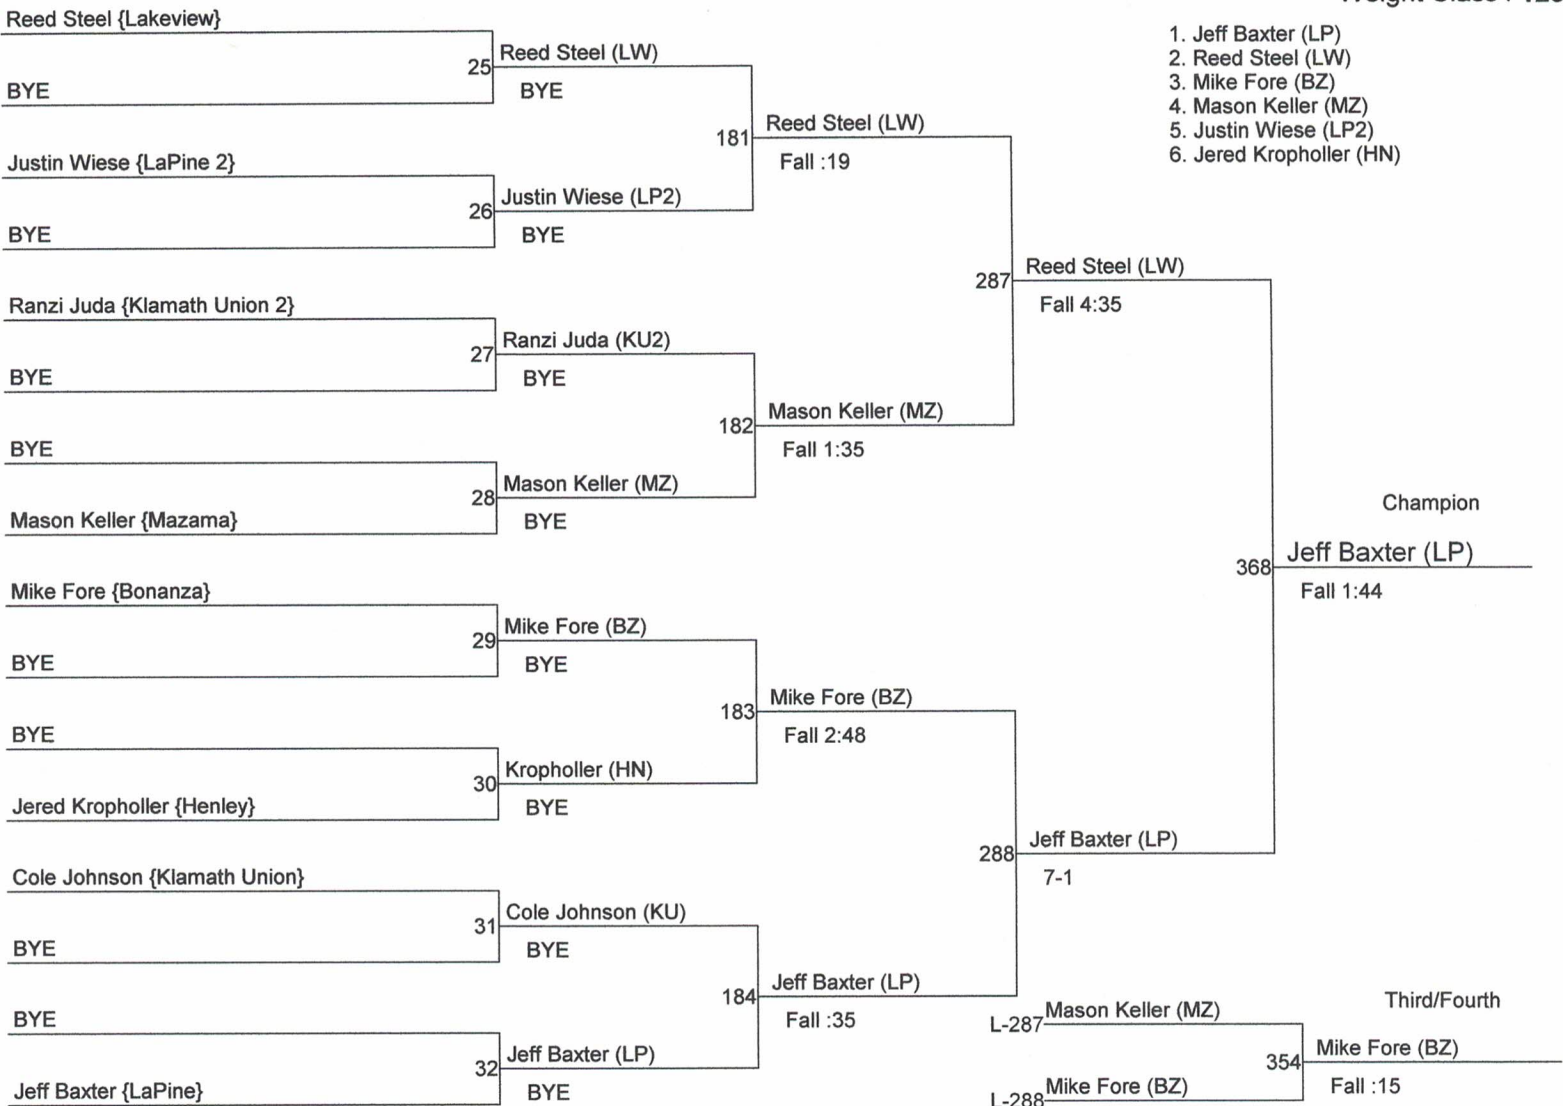 Reed Steel {Lakeview}
1. Jeff Baxter (LP)
2. Reed Steel (LW)
3. Mike Fore (BZ)
4. Mason Keller (MZ)
5. Justin Wiese (LP2)
6. Jered Kropholler (HN)
25 Reed Steel (LW)
BYE
BYE
181 Reed Steel (LW)
Fall :19
Justin Wiese {LaPine 2}
26 Justin Wiese (LP2)
BYE
BYE
287 Reed Steel (LW)
Fall 4:35
Ranzi Juda {Klamath Union 2}
27 Ranzi Juda (KU2)
BYE
BYE
182 Mason Keller (MZ)
Fall 1:35
BYE
28 Mason Keller (MZ)
BYE
Mason Keller {Mazama}
Champion
368 Jeff Baxter (LP)
Fall 1:44
Mike Fore {Bonanza}
29 Mike Fore (BZ)
BYE
BYE
183 Mike Fore (BZ)
Fall 2:48
BYE
30 Kropholler (HN)
BYE
Jered Kropholler {Henley}
288 Jeff Baxter (LP)
7-1
Cole Johnson {Klamath Union}
31 Cole Johnson (KU)
BYE
BYE
184 Jeff Baxter (LP)
Fall :35
BYE
32 Jeff Baxter (LP)
BYE
Jeff Baxter {LaPine}
Third/Fourth
L-287 Mason Keller (MZ)
354 Mike Fore (BZ)
Fall :15
L-288 Mike Fore (BZ)